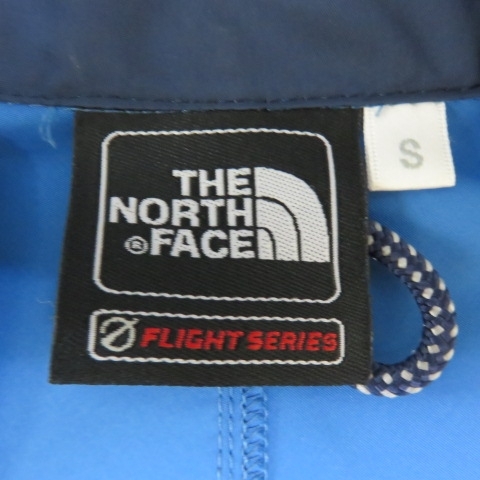 THE
NORTH
® FACE
FLIGHT SERIES
S